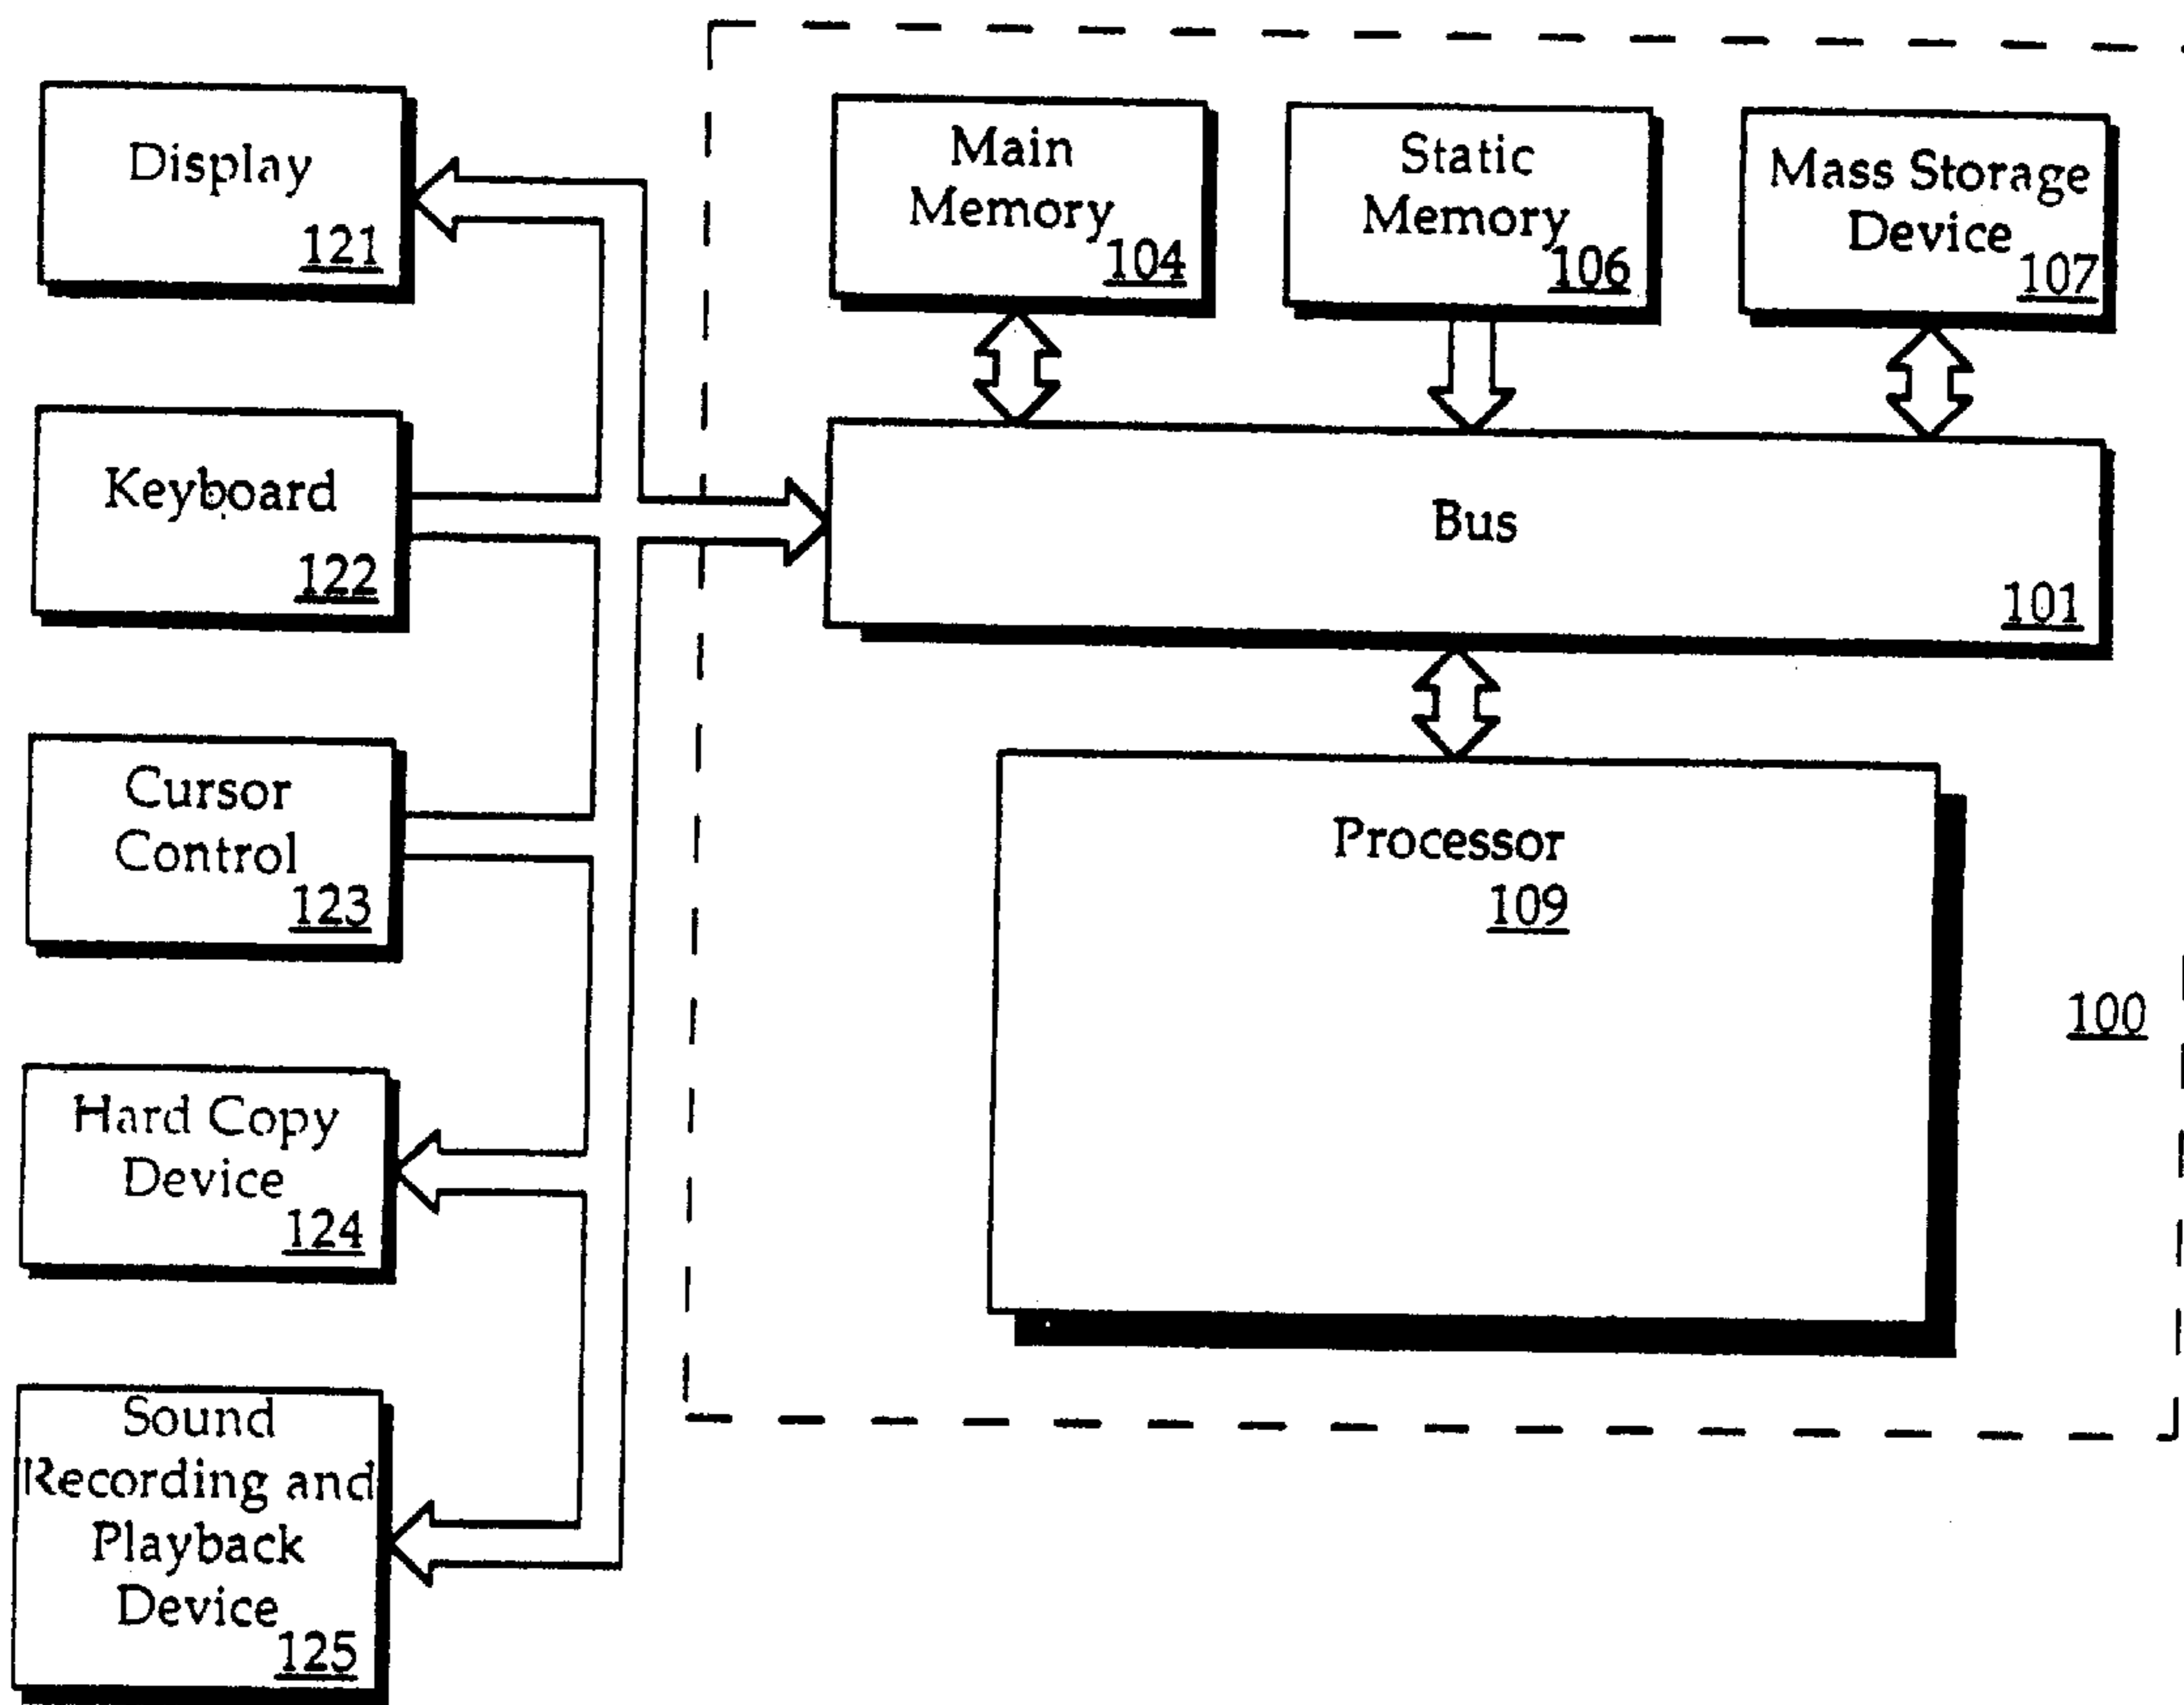 Display
121
Keyboard
122
Cursor
Control
123
Hard Copy
Device
124
Sound
Recording and
Playback
Device
125
Main
Memory
104
Static
Memory
106
Mass Storage
Device
107
Bus
101
Processor
109
100